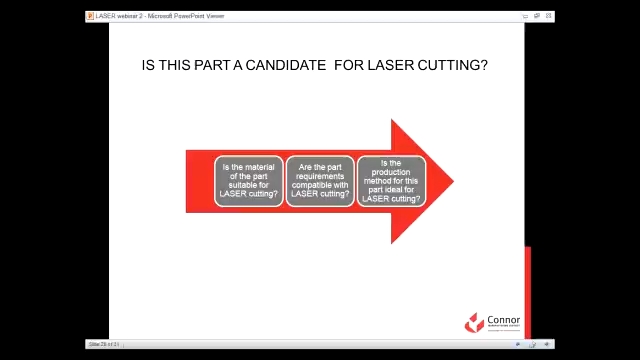 LASER webinar 2 - Microsoft PowerPoint Viewer
IS THIS PART A CANDIDATE FOR LASER CUTTING?
Is the material
of the part
suitable for
LASER cutting?
Are the part
requirements
compatible with
LASER cutting?
Is the
production
method for this
part ideal for
LASER cutting?
Connor